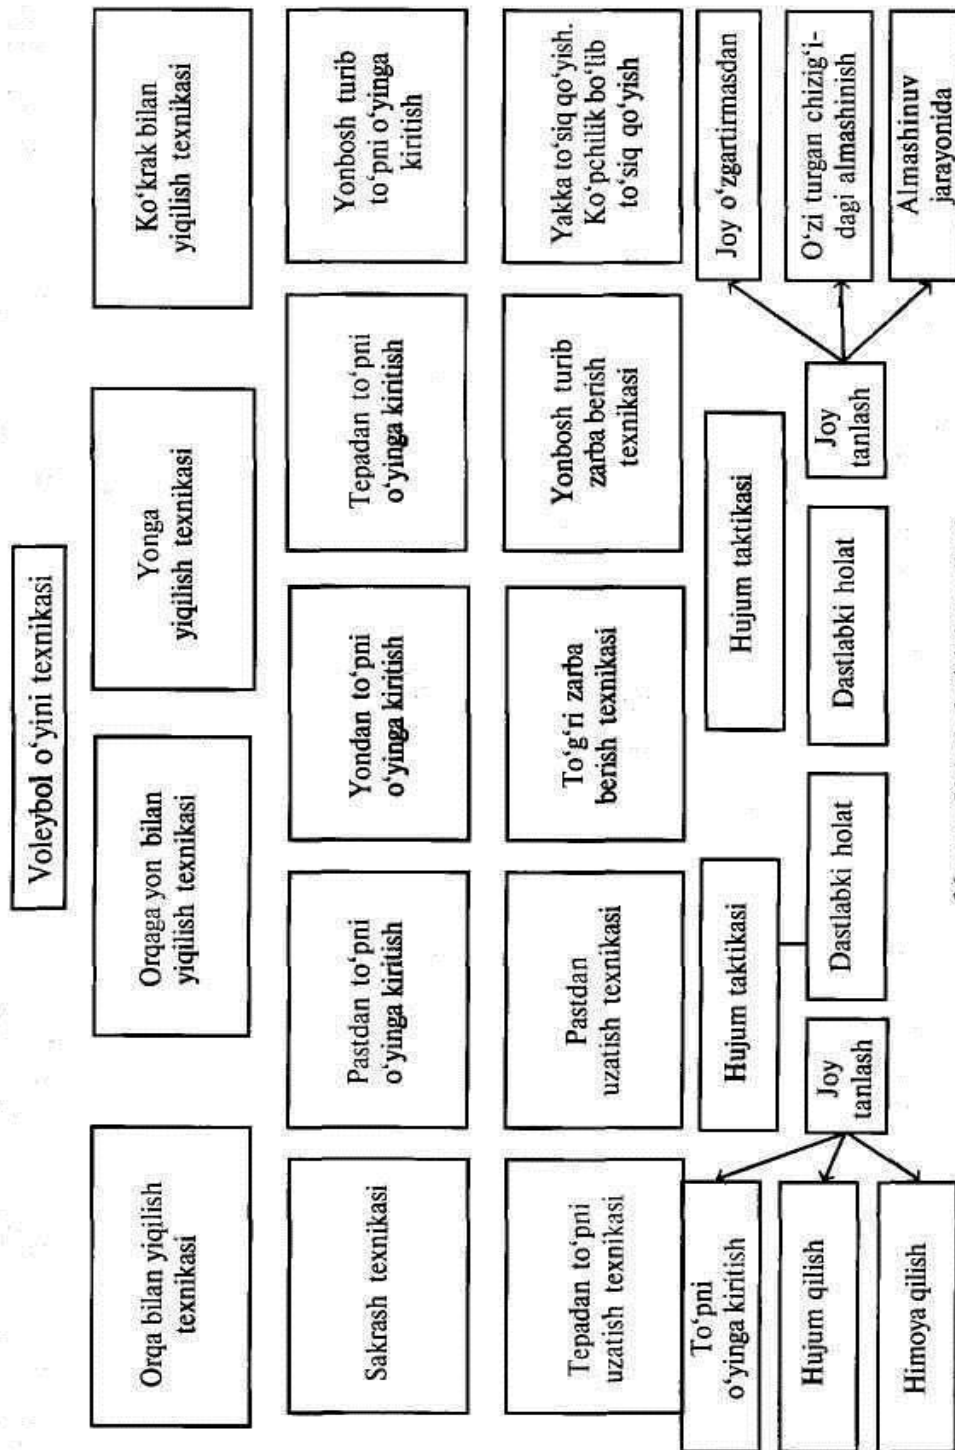 Voleybol o‘yini texnikasi
Orqa bilan yiqilish
texnikasi
Orqaga yon bilan
yiqilish texnikasi
Yonga
yiqilish texnikasi
Ko‘krak bilan
yiqilish texnikasi
Sakrash texnikasi
Pastdan to‘pni
o‘yinga kiritish
Yondan to‘pni
o‘yinga kiritish
Tepadan to‘pni
o‘yinga kiritish
Yonbosh turib
to‘pni o‘yinga
kiritish
Tepadan to‘pni
uzatish texnikasi
Pastdan
uzatish texnikasi
To‘g‘ri zarba
berish texnikasi
Yonbosh turib
zarba berish
texnikasi
Yakka to‘siq qo‘yish.
Ko‘pchilik bo‘lib
to‘siq qo‘yish
To‘pni
o‘yinga kiritish
Hujum taktikasi
Hujum taktikasi
Joy o‘zgartirmasdan
Hujum qilish
Joy
tanlash
Dastlabki holat
Dastlabki holat
Joy
tanlash
O‘zi turgan chizig‘i-
dagi almashinish
Himoya qilish
Almashinuv
jarayonida